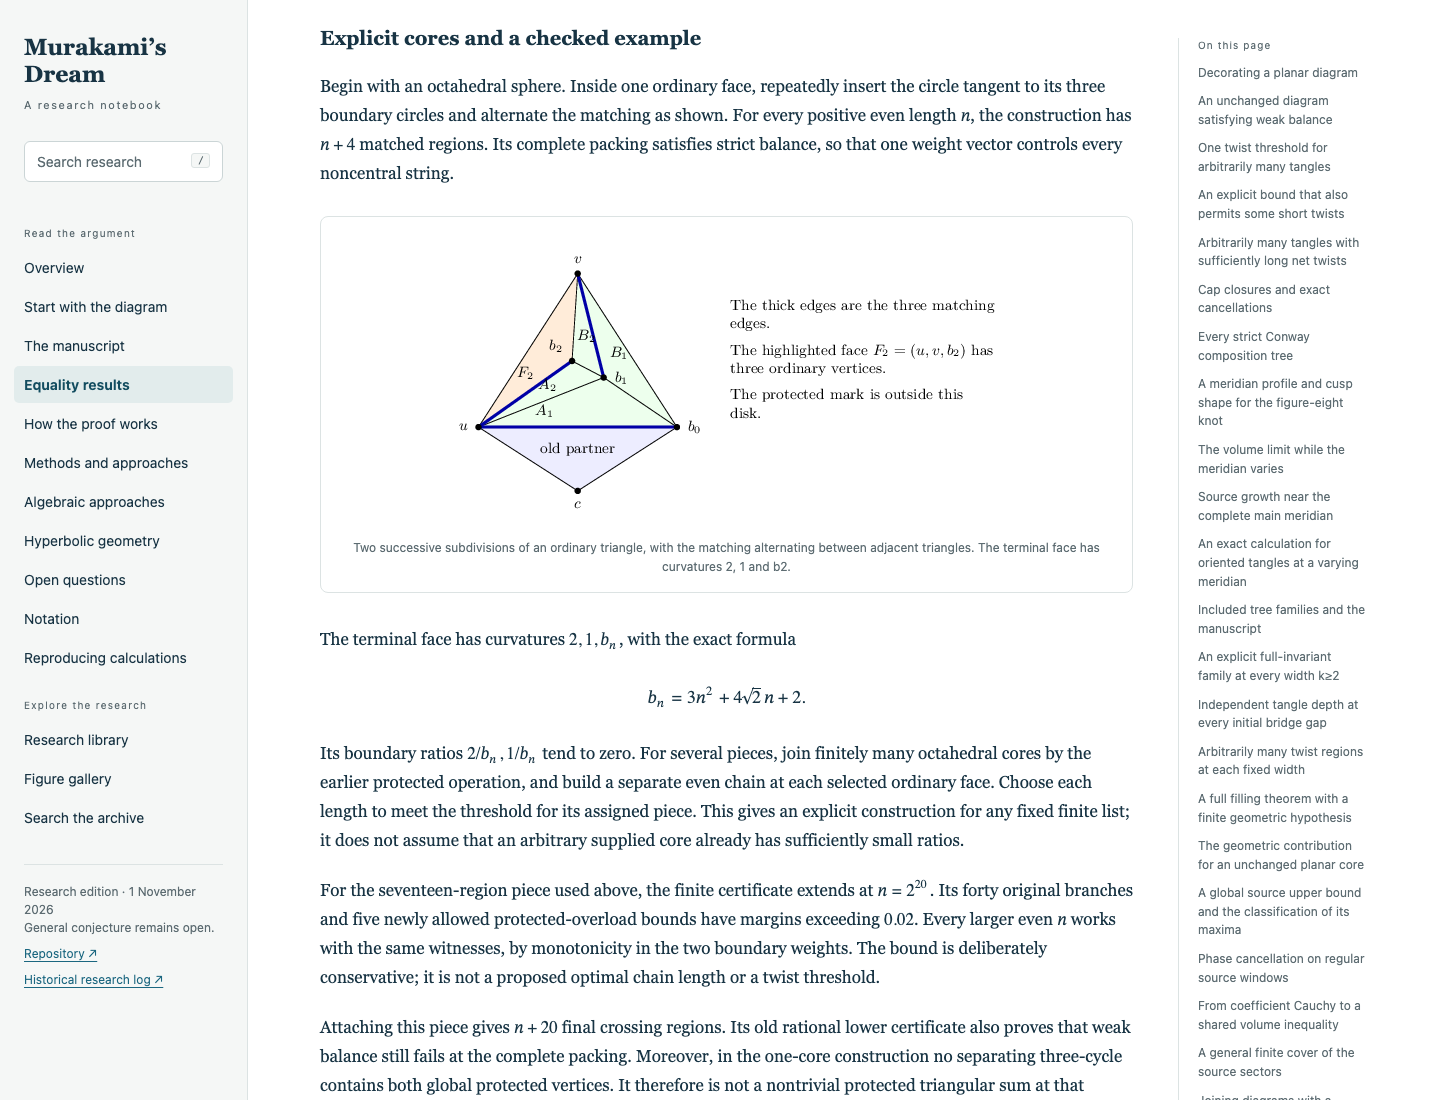 Murakami’s
Dream
A research notebook
Search research /
Read the argument
Overview
Start with the diagram
The manuscript
Equality results
How the proof works
Methods and approaches
Algebraic approaches
Hyperbolic geometry
Open questions
Notation
Reproducing calculations
Explore the research
Research library
Figure gallery
Search the archive
Research edition · 1 November
2026
General conjecture remains open.
Repository ↗
Historical research log ↗
Explicit cores and a checked example
Begin with an octahedral sphere. Inside one ordinary face, repeatedly insert the circle tangent to its three
boundary circles and alternate the matching as shown. For every positive even length n, the construction has
n + 4 matched regions. Its complete packing satisfies strict balance, so that one weight vector controls every
noncentral string.
v
B₂
b₂
B₁
F₂
A₂
b₁
A₁
u
b₀
old partner
c
The thick edges are the three matching
edges.
The highlighted face F₂ = (u, v, b₂) has
three ordinary vertices.
The protected mark is outside this
disk.
Two successive subdivisions of an ordinary triangle, with the matching alternating between adjacent triangles. The terminal face has
curvatures 2, 1 and b2.
The terminal face has curvatures 2, 1, bₙ, with the exact formula
bₙ = 3n² + 4√2 n + 2.
Its boundary ratios 2/bₙ, 1/bₙ tend to zero. For several pieces, join finitely many octahedral cores by the
earlier protected operation, and build a separate even chain at each selected ordinary face. Choose each
length to meet the threshold for its assigned piece. This gives an explicit construction for any fixed finite list;
it does not assume that an arbitrary supplied core already has sufficiently small ratios.
For the seventeen-region piece used above, the finite certificate extends at n = 2²⁰. Its forty original branches
and five newly allowed protected-overload bounds have margins exceeding 0.02. Every larger even n works
with the same witnesses, by monotonicity in the two boundary weights. The bound is deliberately
conservative; it is not a proposed optimal chain length or a twist threshold.
Attaching this piece gives n + 20 final crossing regions. Its old rational lower certificate also proves that weak
balance still fails at the complete packing. Moreover, in the one-core construction no separating three-cycle
contains both global protected vertices. It therefore is not a nontrivial protected triangular sum at that
On this page
Decorating a planar diagram
An unchanged diagram
satisfying weak balance
One twist threshold for
arbitrarily many tangles
An explicit bound that also
permits some short twists
Arbitrarily many tangles with
sufficiently long net twists
Cap closures and exact
cancellations
Every strict Conway
composition tree
A meridian profile and cusp
shape for the figure-eight
knot
The volume limit while the
meridian varies
Source growth near the
complete main meridian
An exact calculation for
oriented tangles at a varying
meridian
Included tree families and the
manuscript
An explicit full-invariant
family at every width k≥2
Independent tangle depth at
every initial bridge gap
Arbitrarily many twist regions
at each fixed width
A full filling theorem with a
finite geometric hypothesis
The geometric contribution
for an unchanged planar core
A global source upper bound
and the classification of its
maxima
Phase cancellation on regular
source windows
From coefficient Cauchy to a
shared volume inequality
A general finite cover of the
source sectors